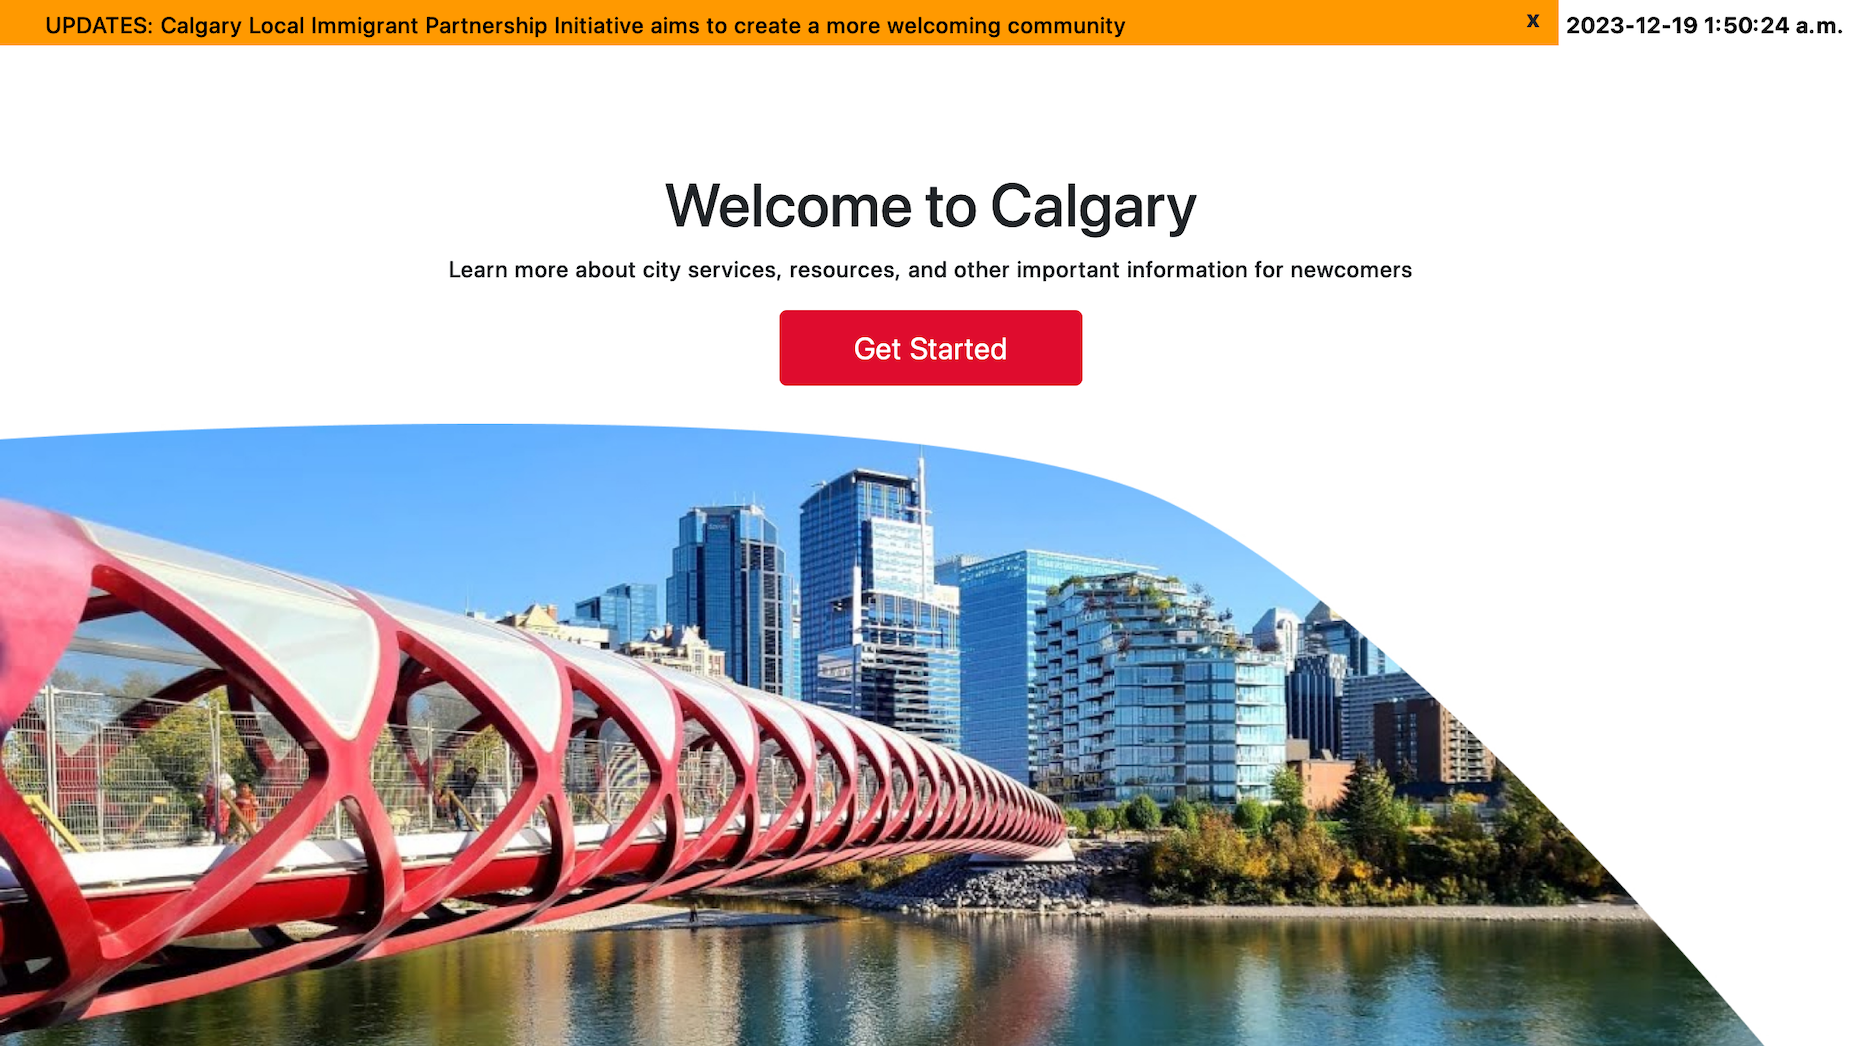 UPDATES: Calgary Local Immigrant Partnership Initiative aims to create a more welcoming community
x
2023-12-19 1:50:24 a.m.
Welcome to Calgary
Learn more about city services, resources, and other important information for newcomers
Get Started